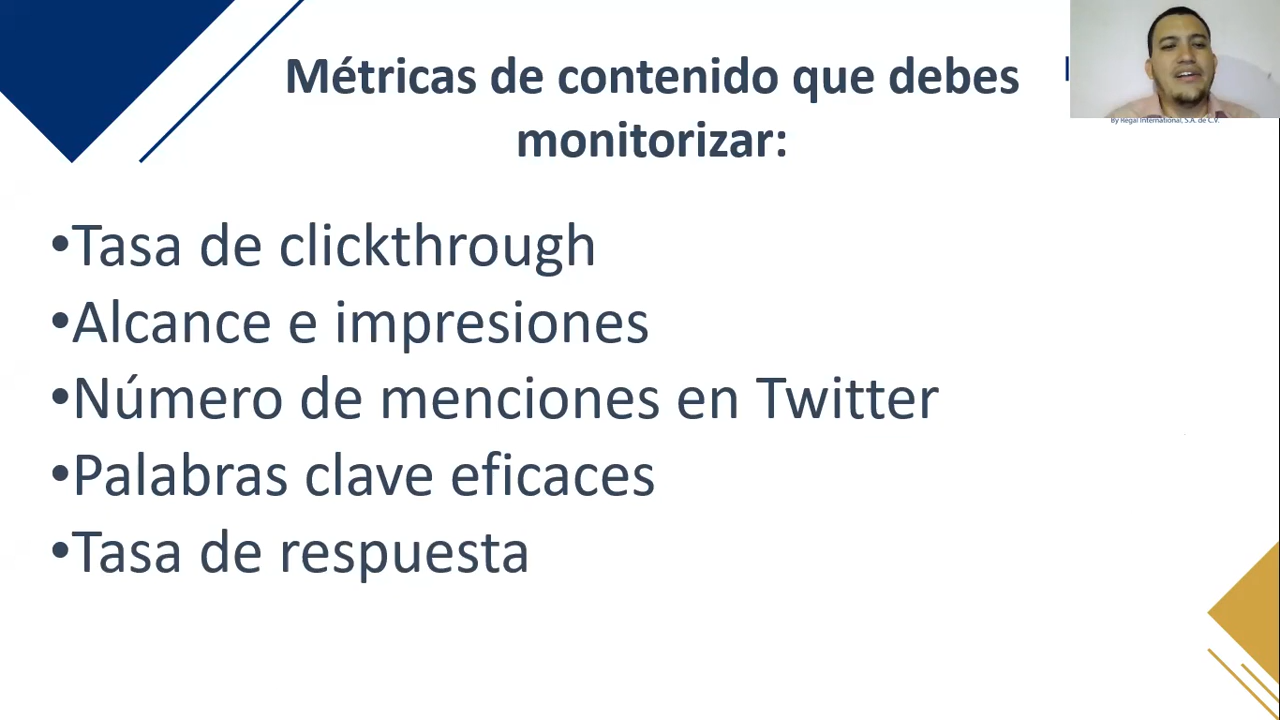 Métricas de contenido que debes
monitorizar:
By Regal International, S.A. de C.V.
•Tasa de clickthrough
•Alcance e impresiones
•Número de menciones en Twitter
•Palabras clave eficaces
•Tasa de respuesta